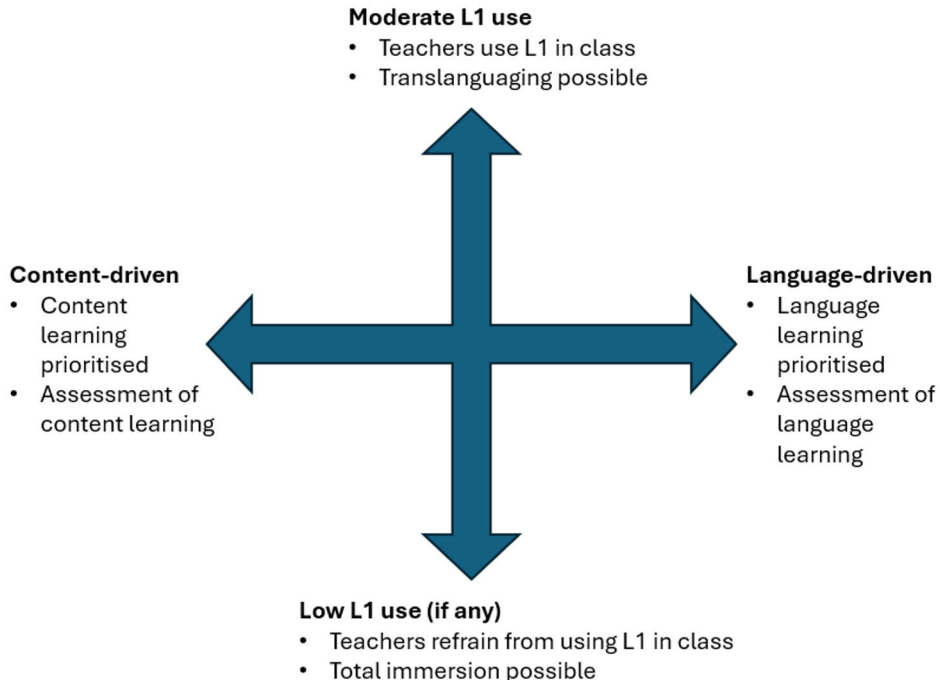 Moderate L1 use
• Teachers use L1 in class
• Translanguaging possible
Content-driven
• Content
learning
prioritised
• Assessment of
content learning
Language-driven
• Language
learning
prioritised
• Assessment of
language
learning
Low L1 use (if any)
• Teachers refrain from using L1 in class
• Total immersion possible